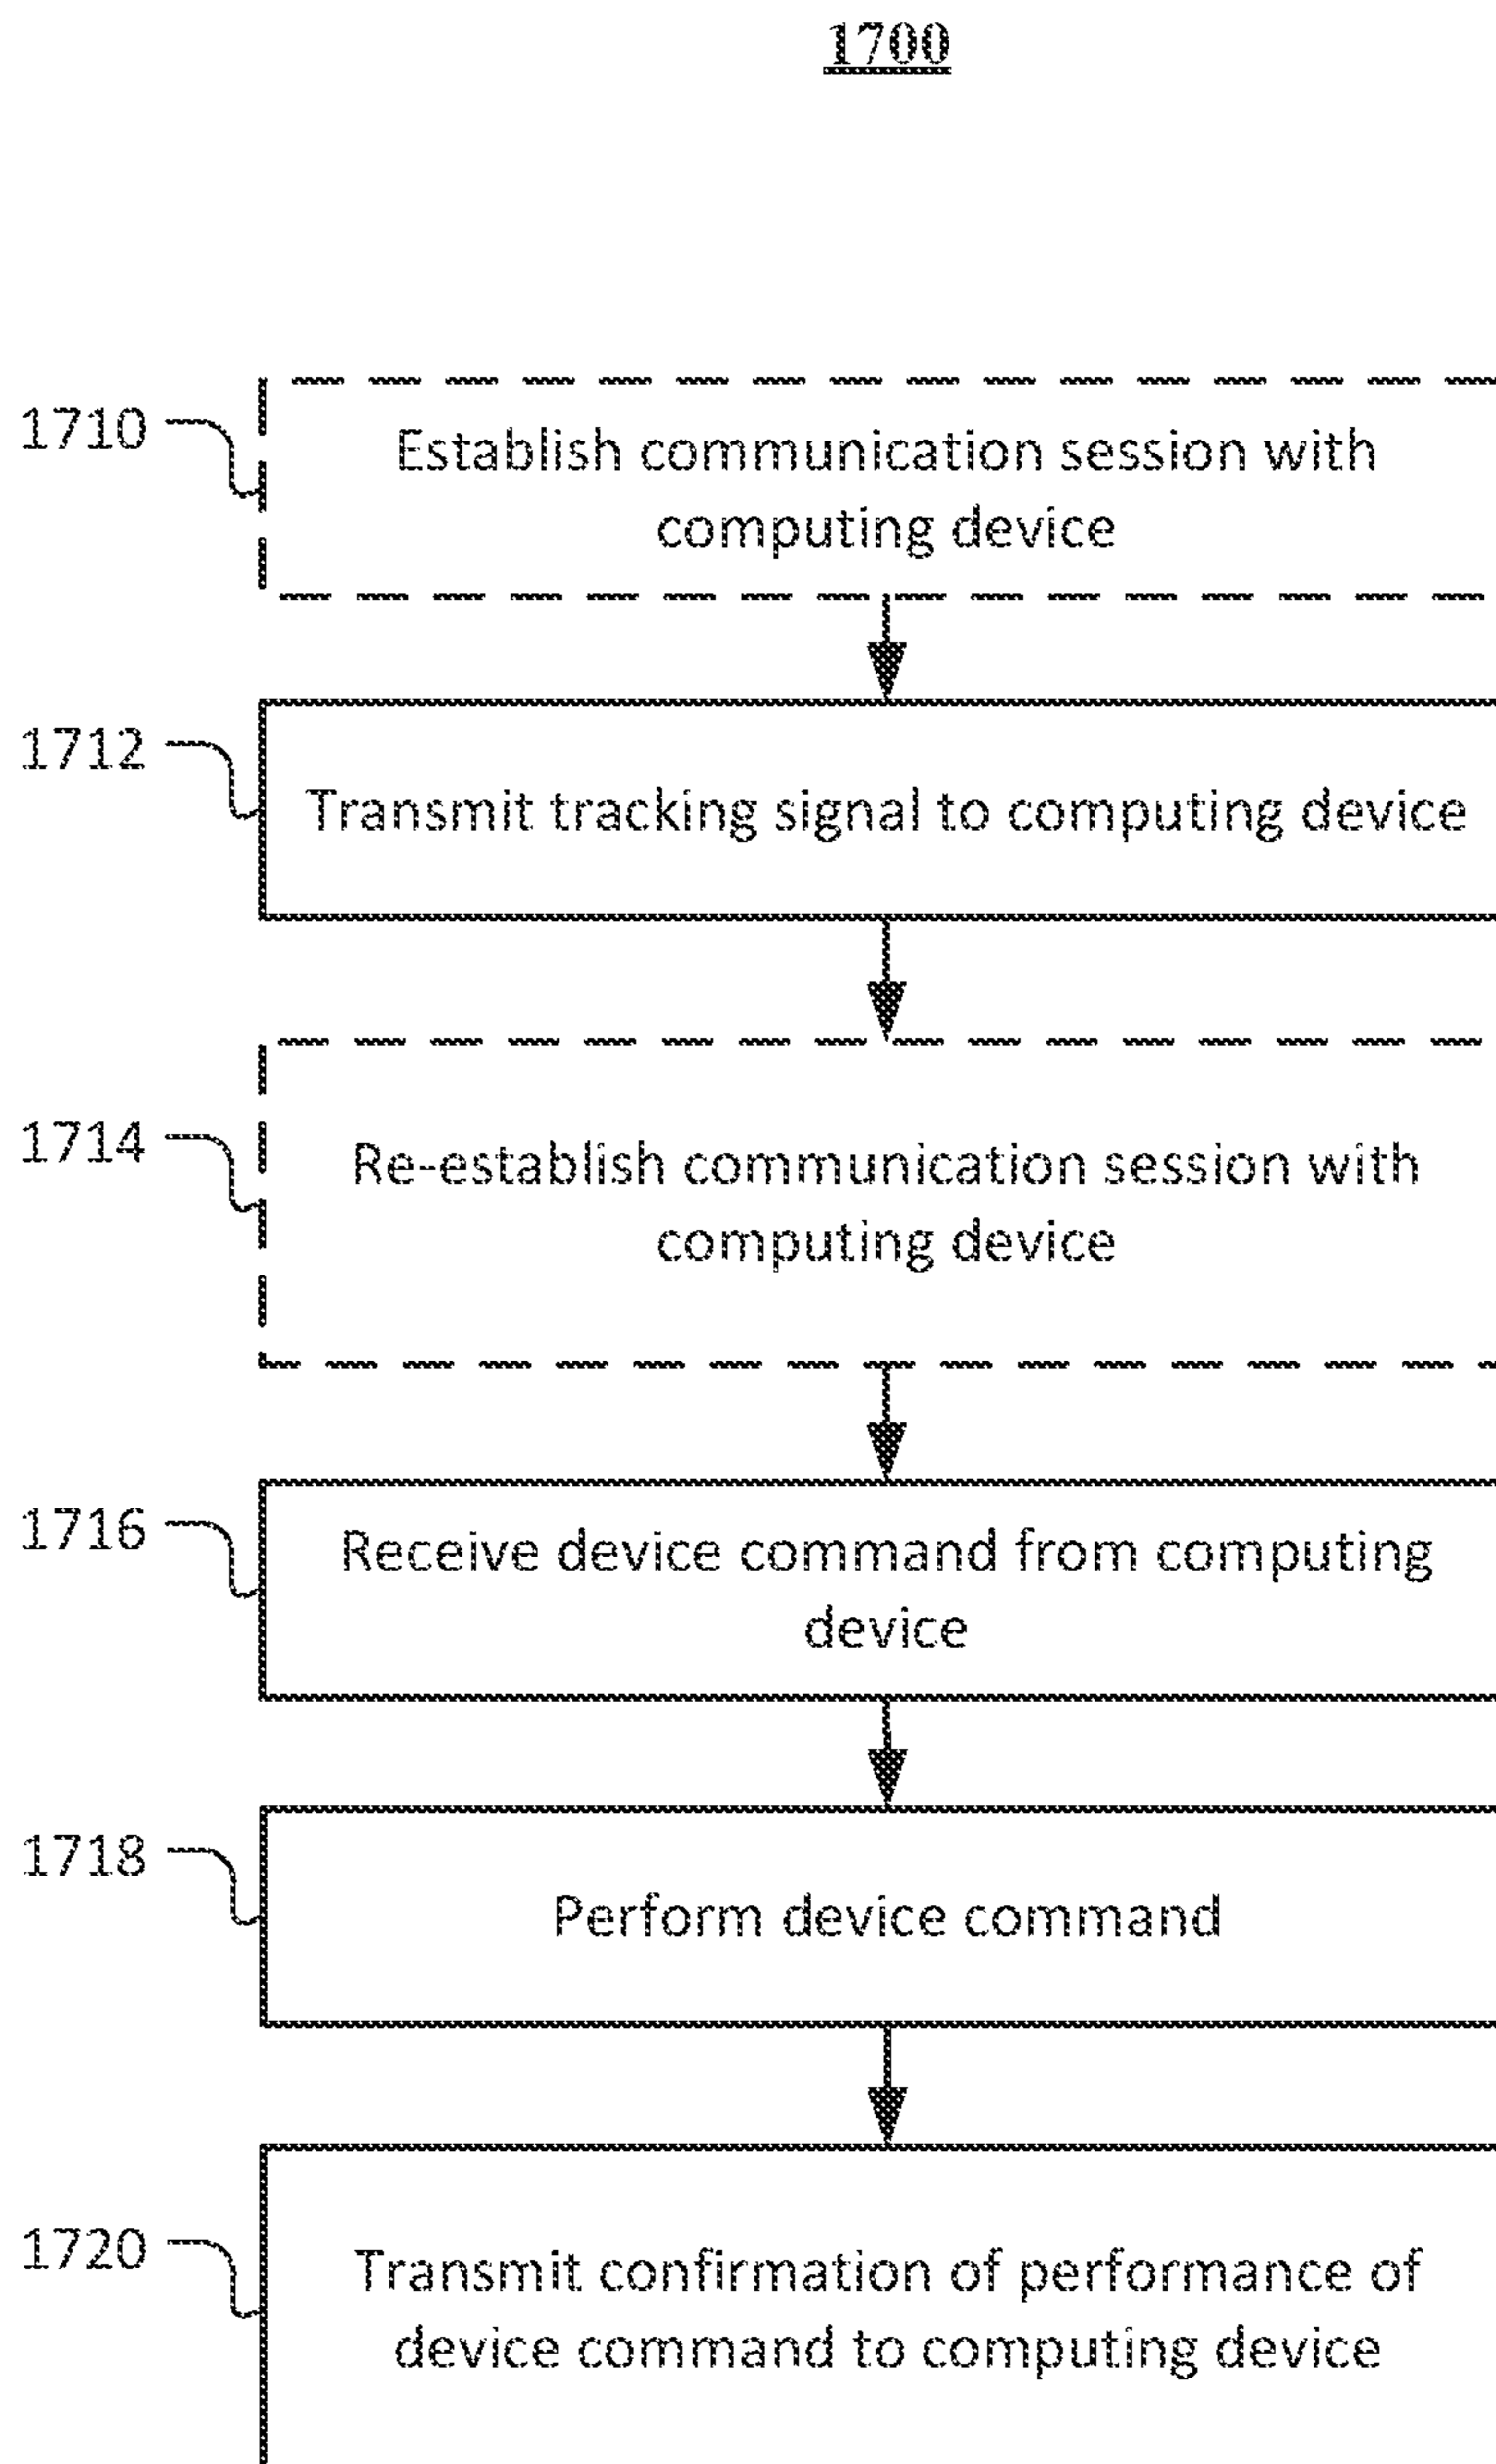 1700
1710
Establish communication session with
computing device
1712
Transmit tracking signal to computing device
1714
Re-establish communication session with
computing device
1716
Receive device command from computing
device
1718
Perform device command
1720
Transmit confirmation of performance of
device command to computing device